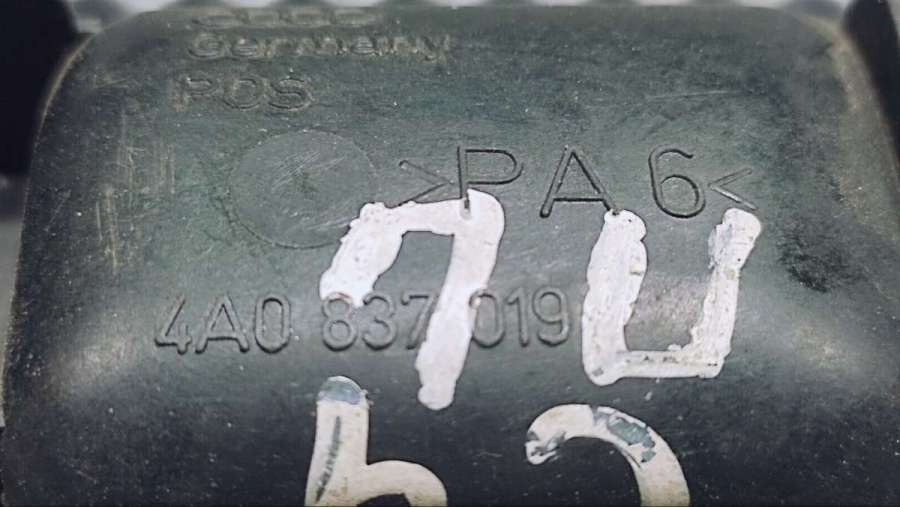 Germany
POS
>PA6<
4A0 837 019
7U